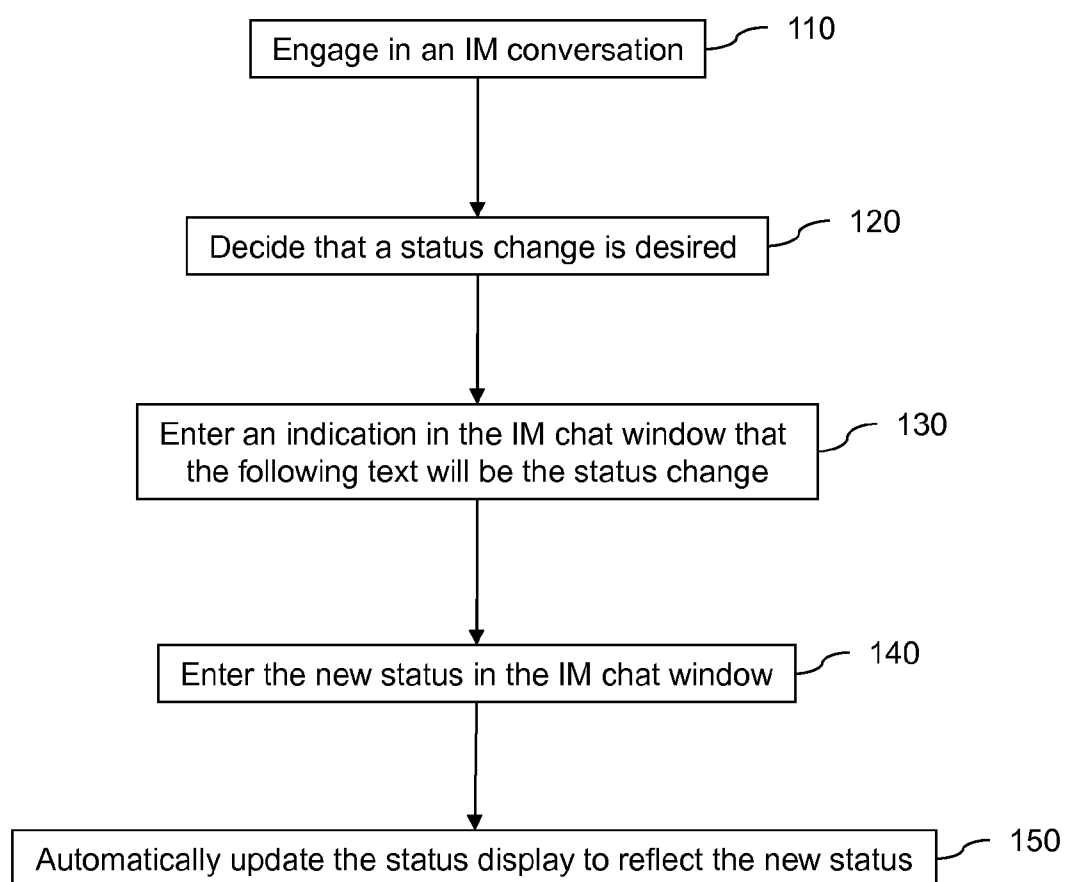 Engage in an IM conversation
110
Decide that a status change is desired
120
Enter an indication in the IM chat window that
the following text will be the status change
130
Enter the new status in the IM chat window
140
Automatically update the status display to reflect the new status
150